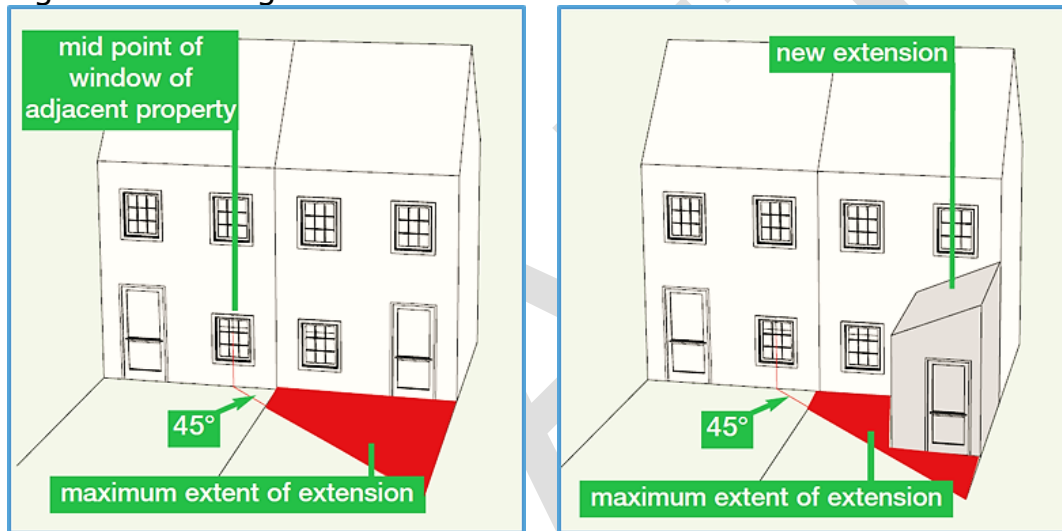 mid point of
window of
adjacent property
45°
maximum extent of extension
new extension
45°
maximum extent of extension